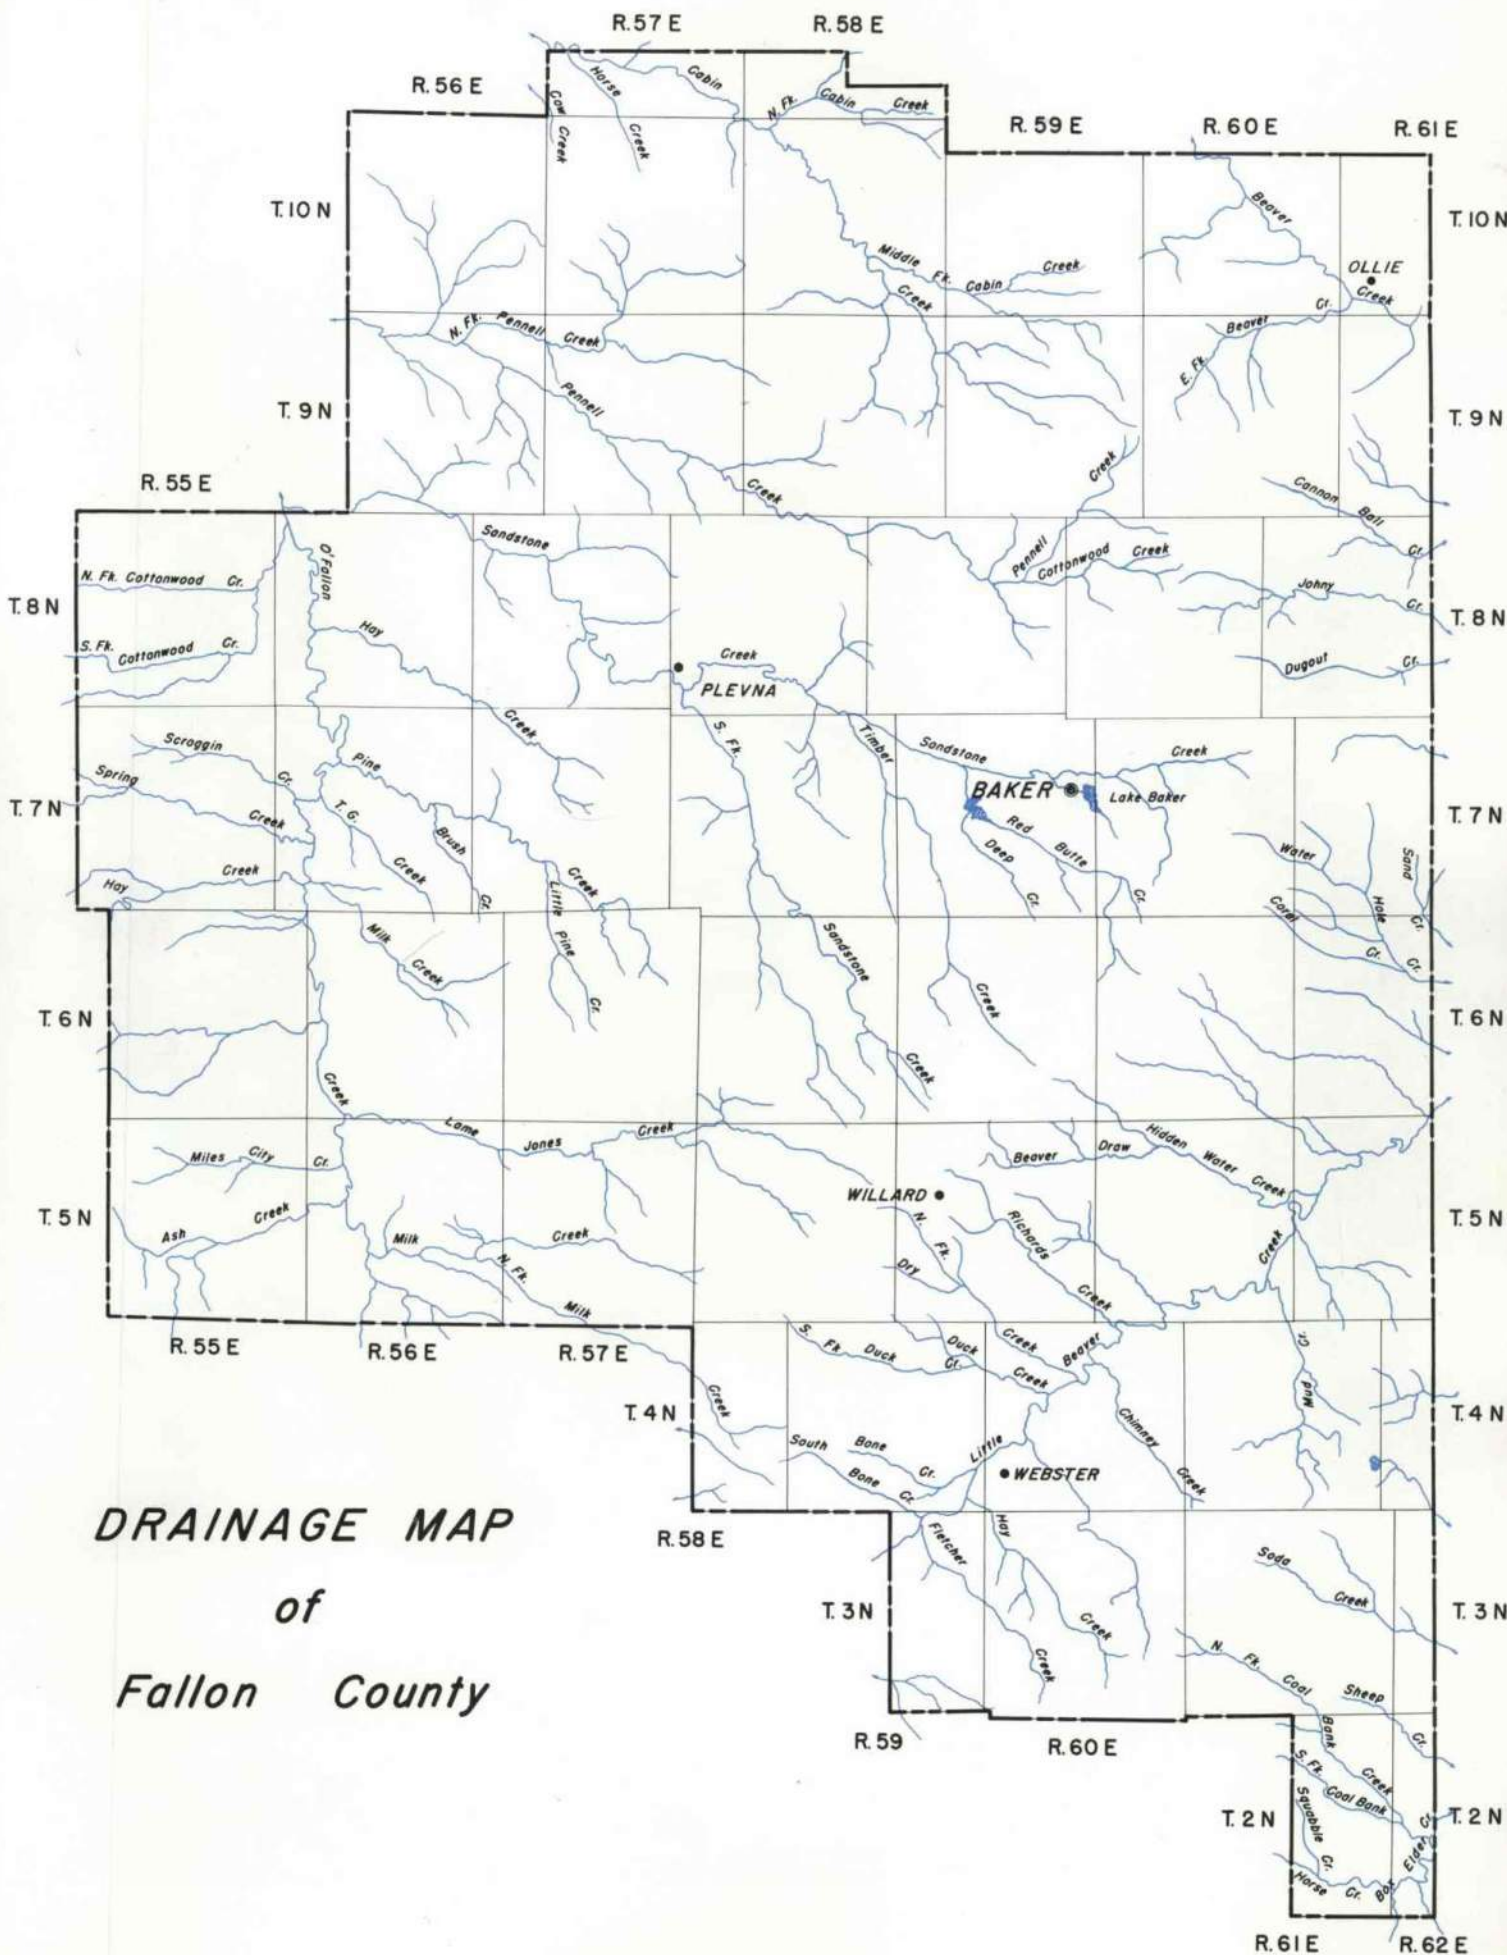 R. 57 E
R. 58 E
R. 56 E
Horse
Creek
Cow
Creek
Cabin
N. Fk.
Cabin
Creek
R. 59 E
R. 60 E
R. 61 E
T. 10 N
T. 10 N
Beaver
Middle
Fk.
Cabin
Creek
Creek
OLLIE
Creek
N. Fk.
Pennell
Creek
E. Fk.
Beaver
Cr.
T. 9 N
Pennell
Creek
T. 9 N
Creek
Cannon
Ball
Cr.
R. 55 E
O'Fallon
Sandstone
Pennell
Cottonwood
Creek
N. Fk. Cottonwood Cr.
Johny
Cr.
T. 8 N
T. 8 N
S. Fk.
Cottonwood
Cr.
Hay
Creek
Creek
PLEVNA
Dugout
Cr.
S. Fk.
Timber
Scroggin
Cr.
Pine
Sandstone
Creek
Spring
Creek
BAKER
Lake Baker
T. 7 N
T. 7 N
T. G.
Creek
Brush
Cr.
Red
Butte
Cr.
Deep
Cr.
Water
Hole
Cr.
Sand
Cr.
Hay
Creek
Little
Pine
Cr.
Creek
Coral
Cr.
Milk
Creek
Sandstone
Creek
Creek
T. 6 N
T. 6 N
Creek
Lame
Jones
Creek
Miles
City
Cr.
Beaver
Draw
Hidden
Water
Creek
WILLARD
T. 5 N
T. 5 N
Ash
Creek
Milk
Creek
N. Fk.
Milk
Creek
N.
Fk.
Dry
Creek
Richards
Creek
Creek
R. 55 E
R. 56 E
R. 57 E
S.
Fk.
Duck
Cr.
Duck
Creek
Beaver
Mud
Cr.
T. 4 N
T. 4 N
South
Bone
Cr.
Bone
Cr.
Little
Chimney
Creek
WEBSTER
DRAINAGE MAP
of
Fallon County
R. 58 E
Fletcher
Creek
Hay
Creek
Soda
Creek
T. 3 N
T. 3 N
N.
Fk.
Coal
Bank
Creek
Sheep
Cr.
R. 59
R. 60 E
S. Fk.
Coal Bank
Squabble
Cr.
T. 2 N
T. 2 N
Horse
Cr.
Box
Elder
Cr.
R. 61 E
R. 62 E